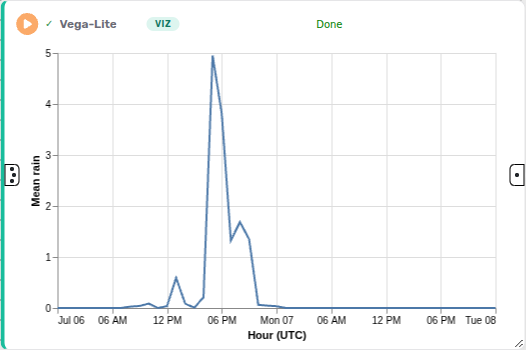 ✓ Vega-Lite VIZ Done
5
4
3
2
1
0
Mean rain
Jul 06 06 AM 12 PM 06 PM Mon 07 06 AM 12 PM 06 PM Tue 08
Hour (UTC)